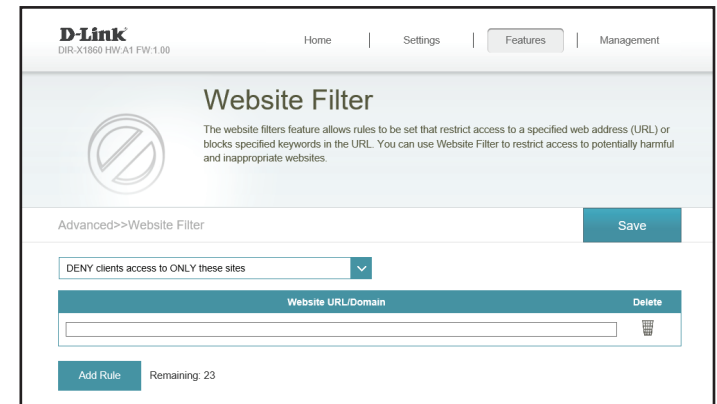 D-Link
DIR-X1860 HW:A1 FW:1.00
Home
Settings
Features
Management
Website Filter
The website filters feature allows rules to be set that restrict access to a specified web address (URL) or
blocks specified keywords in the URL. You can use Website Filter to restrict access to potentially harmful
and inappropriate websites.
Advanced>>Website Filter
Save
DENY clients access to ONLY these sites
Website URL/Domain
Delete
Add Rule
Remaining: 23